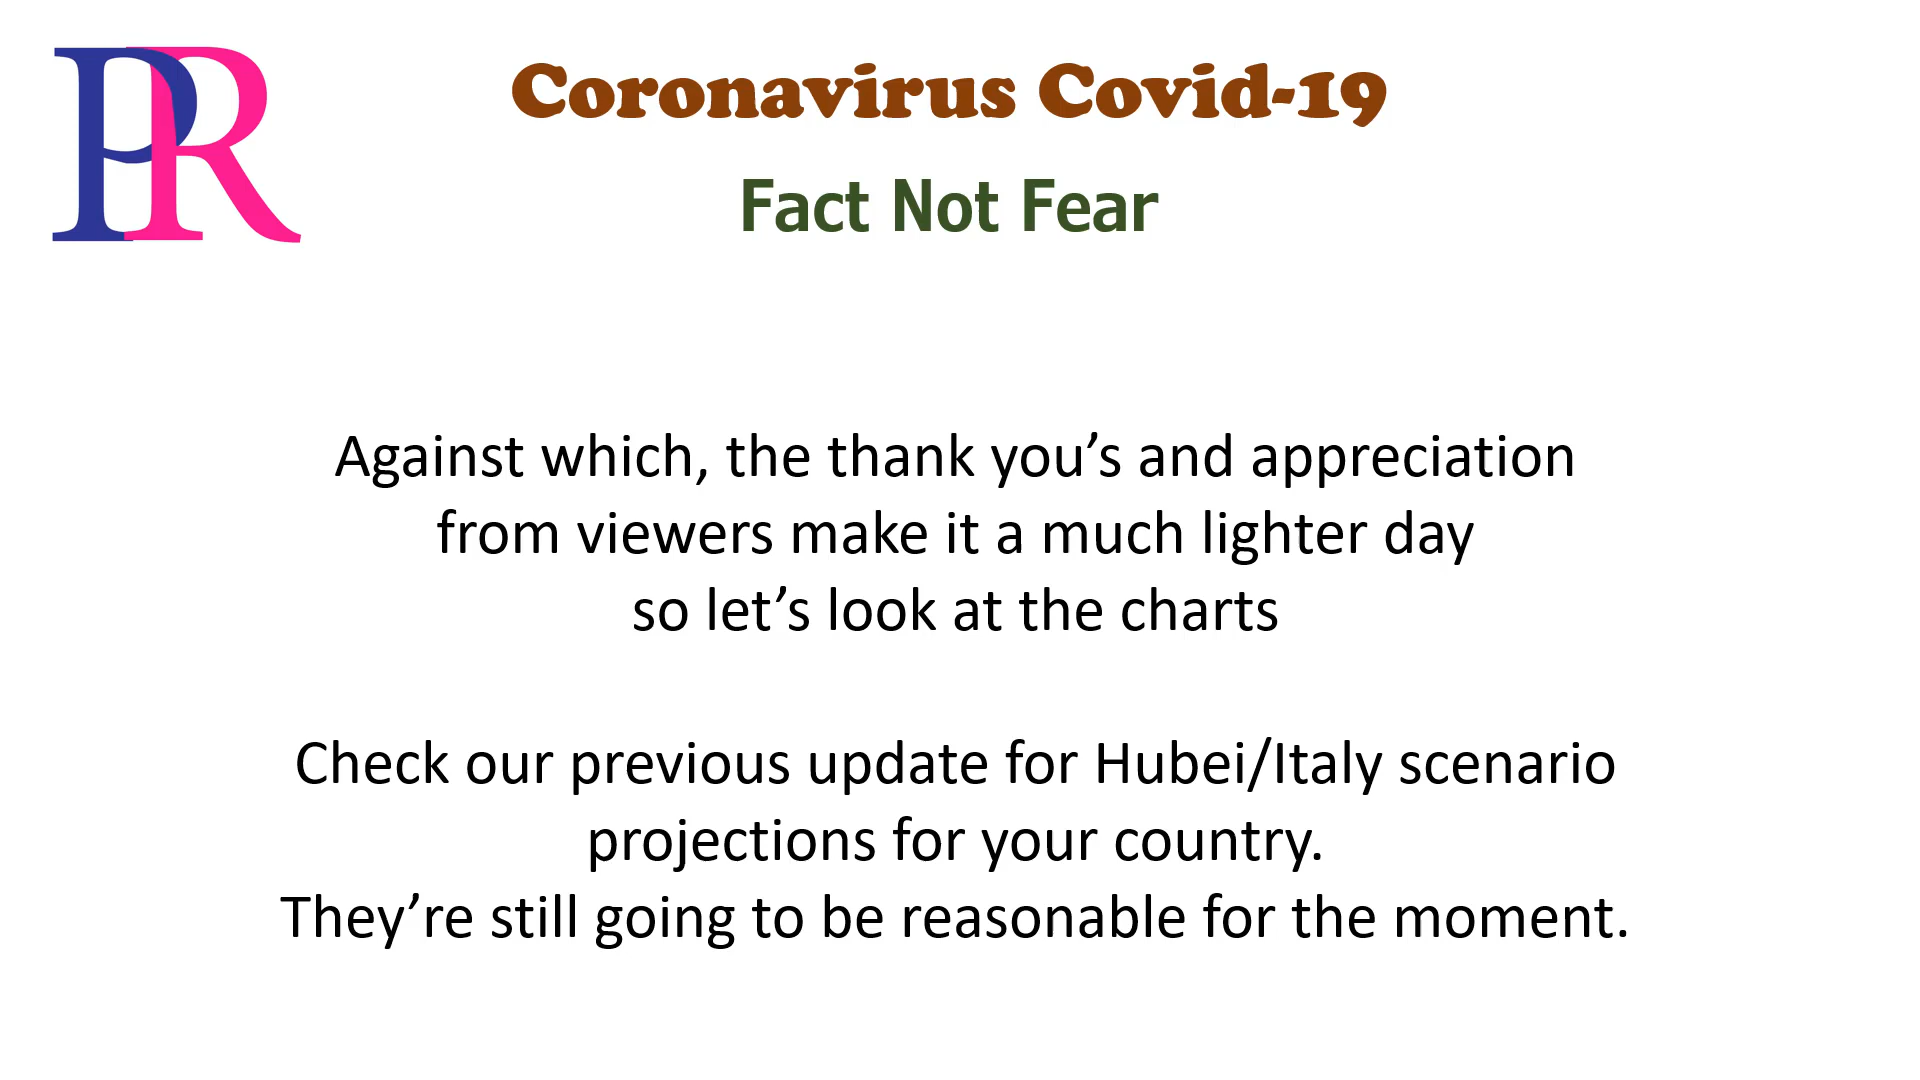 PR
Coronavirus Covid-19
Fact Not Fear
Against which, the thank you’s and appreciation
from viewers make it a much lighter day
so let’s look at the charts
Check our previous update for Hubei/Italy scenario
projections for your country.
They’re still going to be reasonable for the moment.